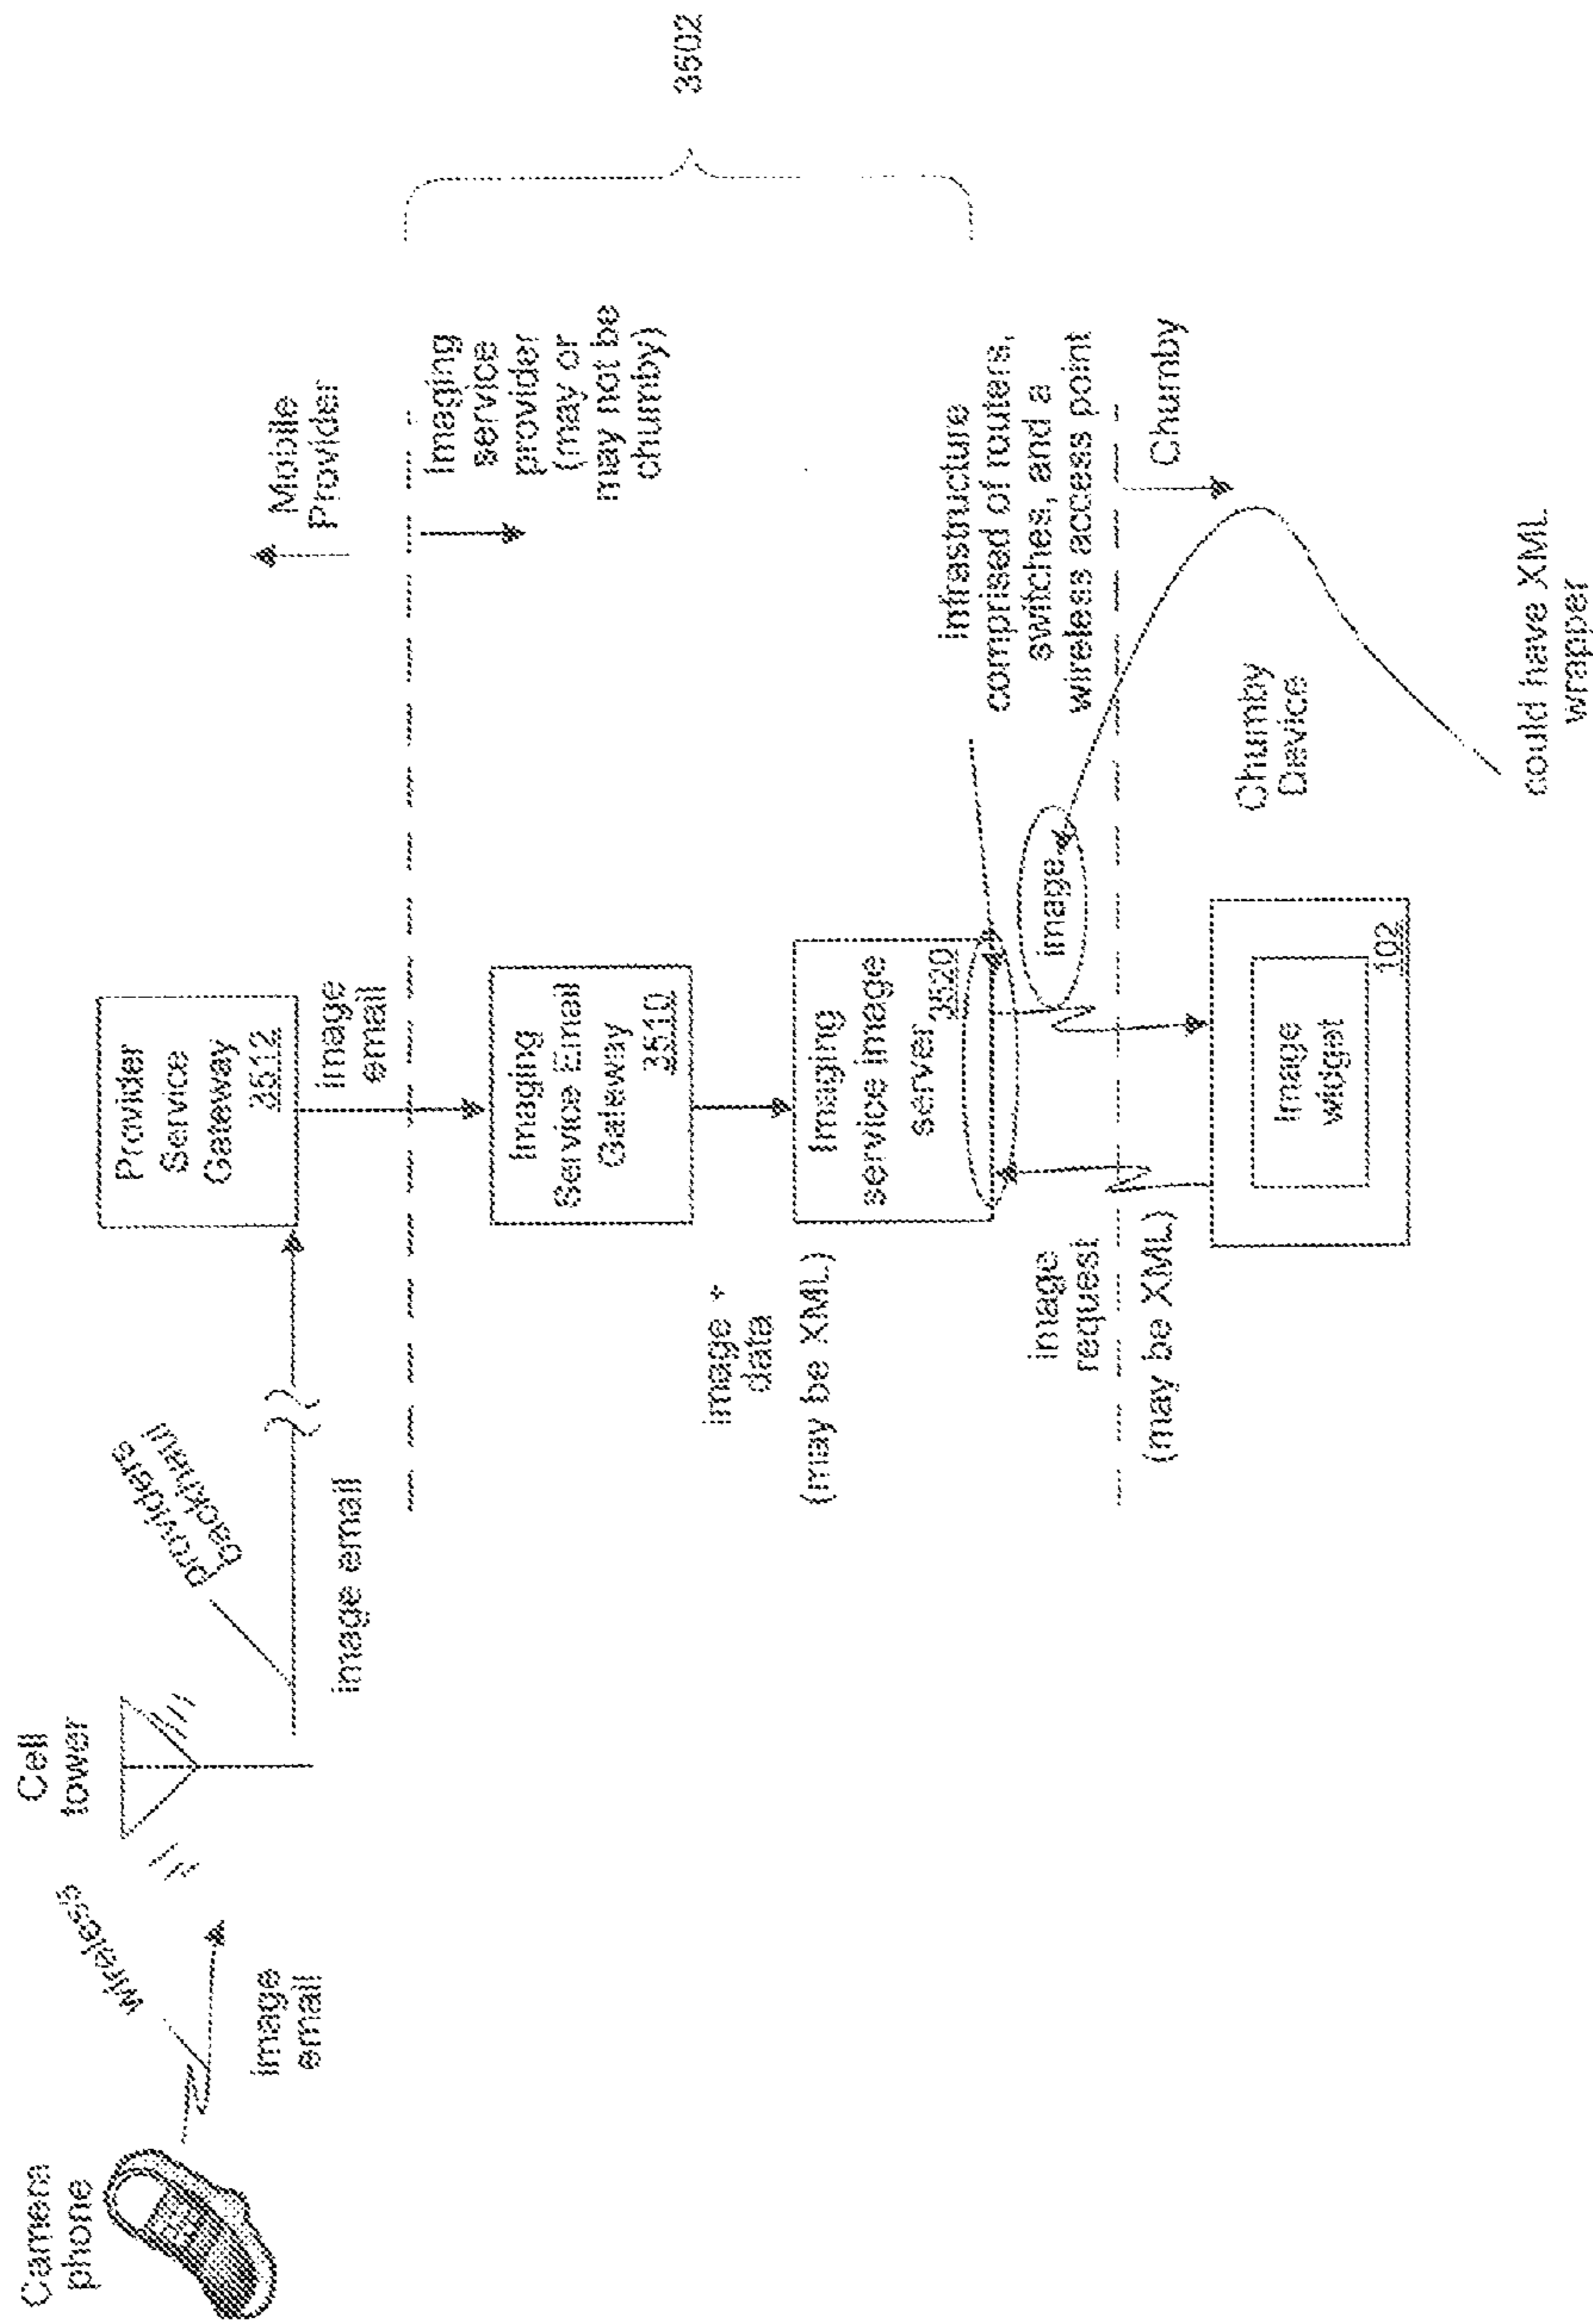 Camera
phone
wireless
image
email
Cell
tower
providers
backhaul
image email
Provider
Service
Gateway
3512
image
email
Mobile
Provider
Imaging
service
provider
(may or
may not be
chumby)
3502
Imaging
Service Email
Gateway
3510
image +
data
(may be XML)
Imaging
service image
server
3520
infrastructure
comprised of routers,
switches, and a
wireless access point
image
request
(may be XML)
image
Chumby
Chumby
Device
Image
widget
102
could have XML
wrapper